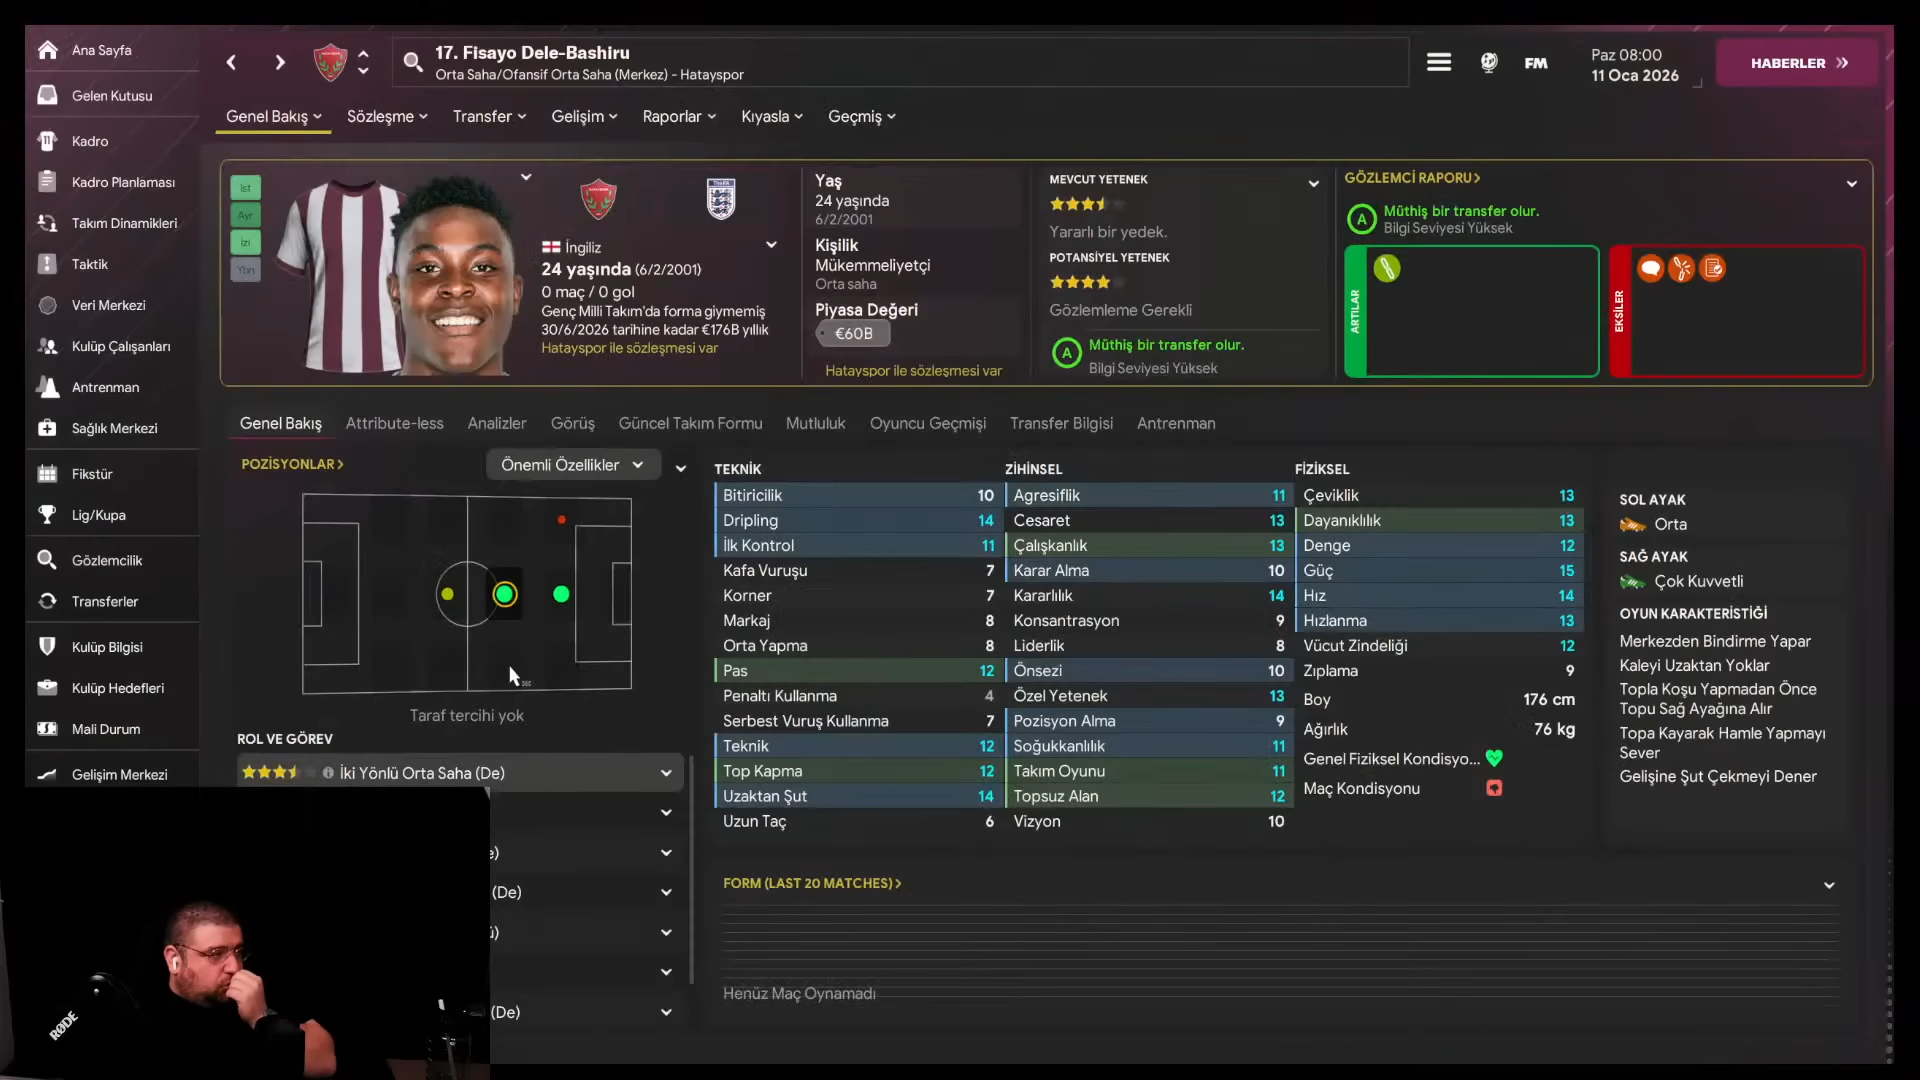 Ana Sayfa
Gelen Kutusu
Kadro
Kadro Planlaması
Takım Dinamikleri
Taktik
Veri Merkezi
Kulüp Çalışanları
Antrenman
Sağlık Merkezi
Fikstür
Lig/Kupa
Gözlemcilik
Transferler
Kulüp Bilgisi
Kulüp Hedefleri
Mali Durum
Gelişim Merkezi
17. Fisayo Dele-Bashiru
Orta Saha/Ofansif Orta Saha (Merkez) - Hatayspor
FM
Paz 08:00
11 Oca 2026
HABERLER
Genel Bakış
Sözleşme
Transfer
Gelişim
Raporlar
Kıyasla
Geçmiş
İst
Ayr
İzi
İngiliz
24 yaşında (6/2/2001)
0 maç / 0 gol
Genç Milli Takım'da forma giymemiş
30/6/2026 tarihine kadar €176B yıllık
Hatayspor ile sözleşmesi var
Yaş
24 yaşında
6/2/2001
Kişilik
Mükemmeliyetçi
Orta saha
Piyasa Değeri
€60B
Hatayspor ile sözleşmesi var
MEVCUT YETENEK
Yararlı bir yedek.
POTANSİYEL YETENEK
Gözlemleme Gerekli
A
Müthiş bir transfer olur.
Bilgi Seviyesi Yüksek
GÖZLEMCİ RAPORU
A
Müthiş bir transfer olur.
Bilgi Seviyesi Yüksek
ARTILAR
EKSİLER
Genel Bakış
Attribute-less
Analizler
Görüş
Güncel Takım Formu
Mutluluk
Oyuncu Geçmişi
Transfer Bilgisi
Antrenman
POZİSYONLAR
Önemli Özellikler
Taraf tercihi yok
ROL VE GÖREV
İki Yönlü Orta Saha (De)
(De)
(De)
TEKNİK
Bitiricilik 10
Dripling 14
İlk Kontrol 11
Kafa Vuruşu 7
Korner 7
Markaj 8
Orta Yapma 8
Pas 12
Penaltı Kullanma 4
Serbest Vuruş Kullanma 7
Teknik 12
Top Kapma 12
Uzaktan Şut 14
Uzun Taç 6
ZİHİNSEL
Agresiflik 11
Cesaret 13
Çalışkanlık 13
Karar Alma 10
Kararlılık 14
Konsantrasyon 9
Liderlik 8
Önsezi 10
Özel Yetenek 13
Pozisyon Alma 9
Soğukkanlılık 11
Takım Oyunu 11
Topsuz Alan 12
Vizyon 10
FİZİKSEL
Çeviklik 13
Dayanıklılık 13
Denge 12
Güç 15
Hız 14
Hızlanma 13
Vücut Zindeliği 12
Zıplama 9
Boy 176 cm
Ağırlık 76 kg
Genel Fiziksel Kondisyo...
Maç Kondisyonu
SOL AYAK
Orta
SAĞ AYAK
Çok Kuvvetli
OYUN KARAKTERİSTİĞİ
Merkezden Bindirme Yapar
Kaleyi Uzaktan Yoklar
Topla Koşu Yapmadan Önce
Topu Sağ Ayağına Alır
Topa Kayarak Hamle Yapmayı
Sever
Gelişine Şut Çekmeyi Dener
FORM (LAST 20 MATCHES)
Henüz Maç Oynamadı
RØDE